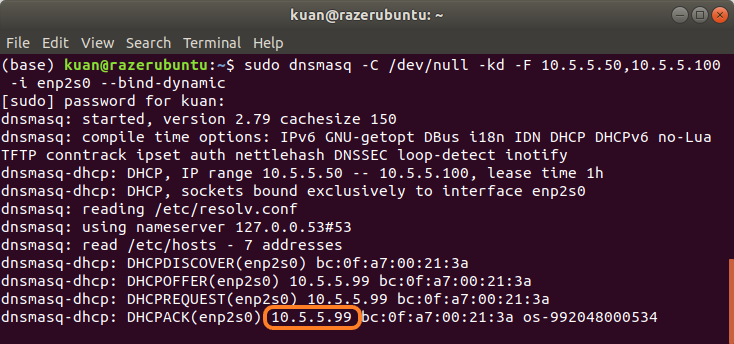 kuan@razerubuntu: ~
File Edit View Search Terminal Help
(base) kuan@razerubuntu:~$ sudo dnsmasq -C /dev/null -kd -F 10.5.5.50,10.5.5.100
-i enp2s0 --bind-dynamic
[sudo] password for kuan:
dnsmasq: started, version 2.79 cachesize 150
dnsmasq: compile time options: IPv6 GNU-getopt DBus i18n IDN DHCP DHCPv6 no-Lua
TFTP conntrack ipset auth nettlehash DNSSEC loop-detect inotify
dnsmasq-dhcp: DHCP, IP range 10.5.5.50 -- 10.5.5.100, lease time 1h
dnsmasq-dhcp: DHCP, sockets bound exclusively to interface enp2s0
dnsmasq: reading /etc/resolv.conf
dnsmasq: using nameserver 127.0.0.53#53
dnsmasq: read /etc/hosts - 7 addresses
dnsmasq-dhcp: DHCPDISCOVER(enp2s0) bc:0f:a7:00:21:3a
dnsmasq-dhcp: DHCPOFFER(enp2s0) 10.5.5.99 bc:0f:a7:00:21:3a
dnsmasq-dhcp: DHCPREQUEST(enp2s0) 10.5.5.99 bc:0f:a7:00:21:3a
dnsmasq-dhcp: DHCPACK(enp2s0) 10.5.5.99 bc:0f:a7:00:21:3a os-992048000534